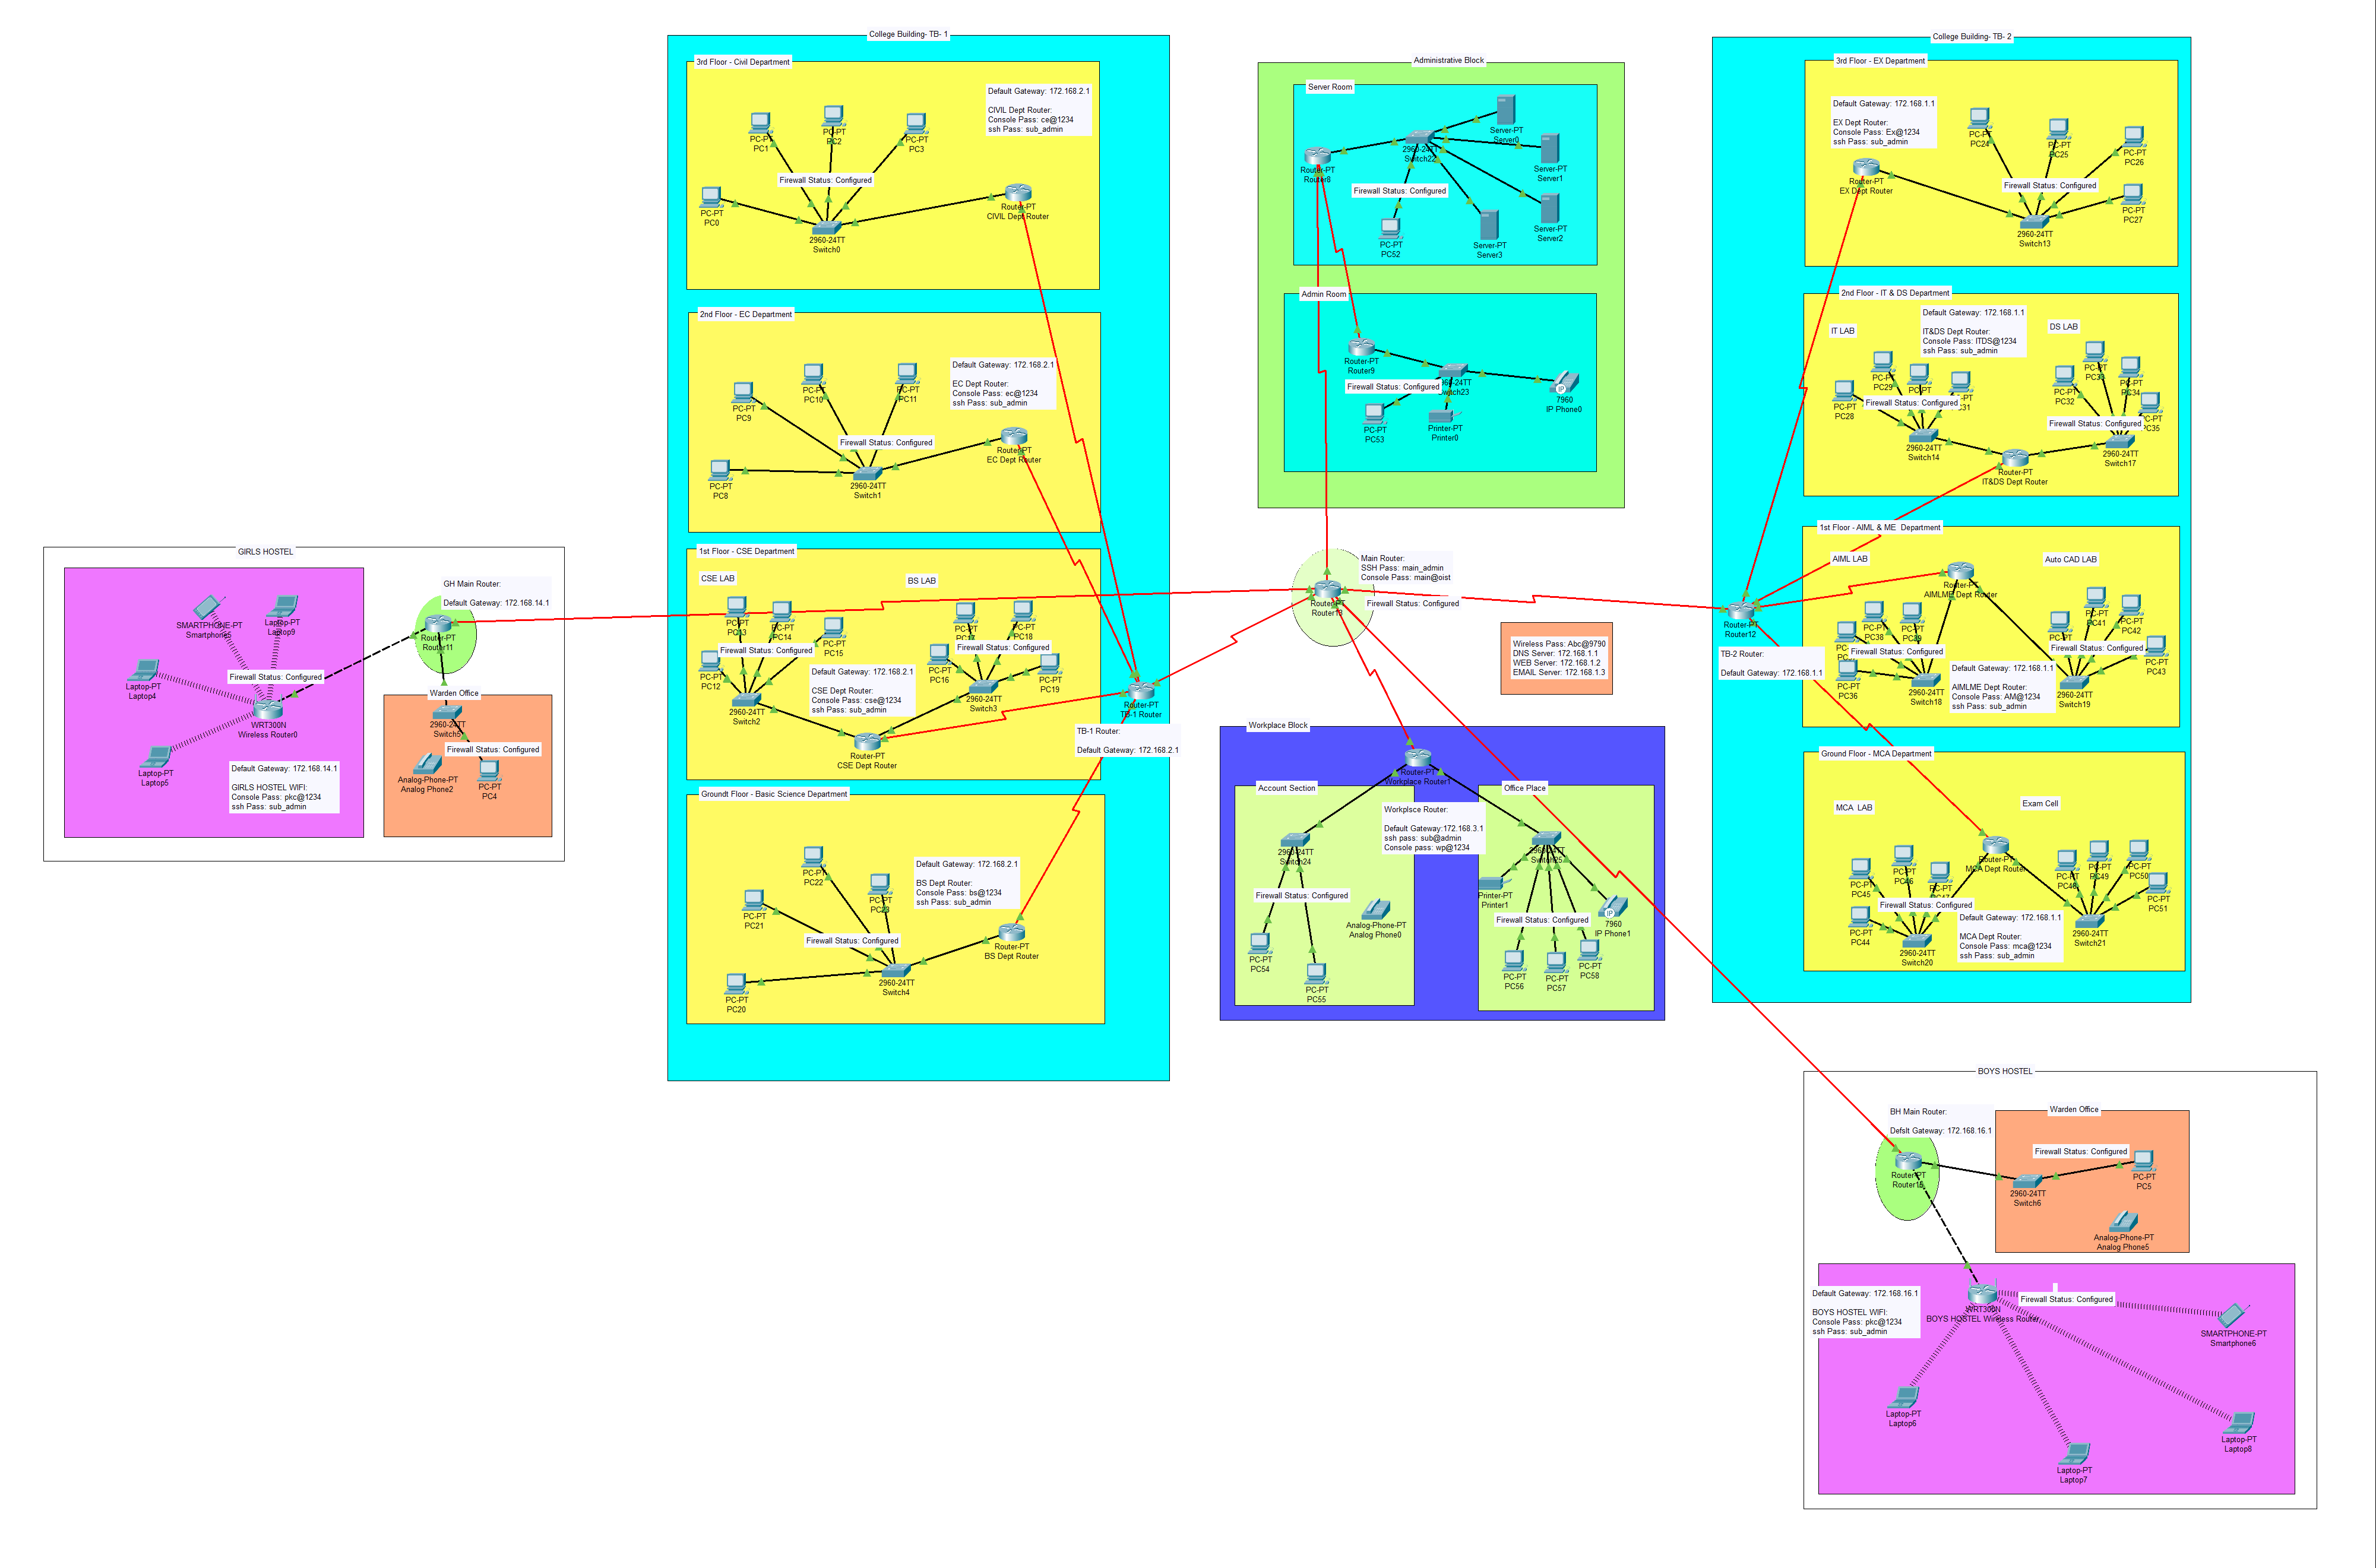 GIRLS HOSTEL
SMARTPHONE-PT
Smartphone5
Laptop-PT
Laptop9
Laptop-PT
Laptop4
Laptop-PT
Laptop5
Firewall Status: Configured
WRT300N
Wireless Router0
Default Gateway: 172.168.14.1
GIRLS HOSTEL WIFI:
Console Pass: pkc@1234
ssh Pass: sub_admin
GH Main Router:
Default Gateway: 172.168.14.1
Router-PT
Router11
Warden Office
2960-24TT
Switch5
Firewall Status: Configured
Analog-Phone-PT
Analog Phone2
PC-PT
PC4
College Building- TB- 1
3rd Floor - Civil Department
PC-PT
PC1
PC-PT
PC2
PC-PT
PC3
PC-PT
PC0
Firewall Status: Configured
2960-24TT
Switch0
Default Gateway: 172.168.2.1
CIVIL Dept Router:
Console Pass: ce@1234
ssh Pass: sub_admin
Router-PT
CIVIL Dept Router
2nd Floor - EC Department
PC-PT
PC9
PC-PT
PC10
PC-PT
PC11
PC-PT
PC8
Firewall Status: Configured
2960-24TT
Switch1
Default Gateway: 172.168.2.1
EC Dept Router:
Console Pass: ec@1234
ssh Pass: sub_admin
Router-PT
EC Dept Router
1st Floor - CSE Department
CSE LAB
BS LAB
PC-PT
PC13
PC-PT
PC14
PC-PT
PC15
PC-PT
PC12
Firewall Status: Configured
2960-24TT
Switch2
PC-PT
PC-PT
PC18
Firewall Status: Configured
PC-PT
PC16
PC-PT
PC19
2960-24TT
Switch3
Default Gateway: 172.168.2.1
CSE Dept Router:
Console Pass: cse@1234
ssh Pass: sub_admin
Router-PT
CSE Dept Router
Router-PT
TB-1 Router
TB-1 Router:
Default Gateway: 172.168.2.1
Groundt Floor - Basic Science Department
PC-PT
PC22
PC-PT
PC23
PC-PT
PC21
PC-PT
PC20
Firewall Status: Configured
2960-24TT
Switch4
Default Gateway: 172.168.2.1
BS Dept Router:
Console Pass: bs@1234
ssh Pass: sub_admin
Router-PT
BS Dept Router
Administrative Block
Server Room
Router-PT
Router8
2960-24TT
Switch22
Server-PT
Server0
Server-PT
Server1
Server-PT
Server2
Server-PT
Server3
Firewall Status: Configured
PC-PT
PC52
Admin Room
Router-PT
Router9
Switch23
Firewall Status: Configured
PC-PT
PC53
Printer-PT
Printer0
7960
IP Phone0
Main Router:
SSH Pass: main_admin
Console Pass: main@oist
Router-PT
Firewall Status: Configured
Wireless Pass: Abc@9790
DNS Server: 172.168.1.1
WEB Server: 172.168.1.2
EMAIL Server: 172.168.1.3
Workplace Block
Router-PT
Workplace Router1
Account Section
Office Place
Workplsce Router:
Default Gateway:172.168.3.1
ssh pass: sub@admin
Console pass: wp@1234
2960-24TT
Switch24
Firewall Status: Configured
Analog-Phone-PT
Analog Phone0
PC-PT
PC54
PC-PT
PC55
2960-24TT
Switch25
Printer-PT
Printer1
Firewall Status: Configured
7960
IP Phone1
PC-PT
PC56
PC-PT
PC57
PC-PT
PC58
College Building- TB- 2
3rd Floor - EX Department
Default Gateway: 172.168.1.1
EX Dept Router:
Console Pass: Ex@1234
ssh Pass: sub_admin
Router-PT
EX Dept Router
PC-PT
PC24
PC-PT
PC25
PC-PT
PC26
PC-PT
PC27
Firewall Status: Configured
2960-24TT
Switch13
2nd Floor - IT & DS Department
IT LAB
DS LAB
Default Gateway: 172.168.1.1
IT&DS Dept Router:
Console Pass: ITDS@1234
ssh Pass: sub_admin
PC-PT
PC29
PC-PT
PC-PT
PC28
Firewall Status: Configured
2960-24TT
Switch14
PC-PT
PC-PT
PC34
PC-PT
PC32
Firewall Status: Configured
2960-24TT
Switch17
Router-PT
IT&DS Dept Router
1st Floor - AIML & ME  Department
AIML LAB
Auto CAD LAB
Router-PT
AIMLME Dept Router
PC-PT
PC38
PC-PT
PC39
PC-PT
PC36
Firewall Status: Configured
2960-24TT
Switch18
Default Gateway: 172.168.1.1
AIMLME Dept Router:
Console Pass: AM@1234
ssh Pass: sub_admin
PC-PT
PC41
PC-PT
PC42
PC-PT
PC43
Firewall Status: Configured
2960-24TT
Switch19
Router-PT
Router12
TB-2 Router:
Default Gateway: 172.168.1.1
Ground Floor - MCA Department
MCA  LAB
Exam Cell
Router-PT
MCA Dept Router
PC-PT
PC45
PC-PT
PC46
PC-PT
PC-PT
PC44
Firewall Status: Configured
2960-24TT
Switch20
Default Gateway: 172.168.1.1
MCA Dept Router:
Console Pass: mca@1234
ssh Pass: sub_admin
PC-PT
PC48
PC-PT
PC49
PC-PT
PC50
PC-PT
PC51
2960-24TT
Switch21
BOYS HOSTEL
BH Main Router:
Defslt Gateway: 172.168.16.1
Router-PT
Warden Office
Firewall Status: Configured
PC-PT
PC5
2960-24TT
Switch6
Analog-Phone-PT
Analog Phone5
Default Gateway: 172.168.16.1
BOYS HOSTEL WIFI:
Console Pass: pkc@1234
ssh Pass: sub_admin
WRT300N
BOYS HOSTEL Wireless Router
Firewall Status: Configured
SMARTPHONE-PT
Smartphone6
Laptop-PT
Laptop6
Laptop-PT
Laptop7
Laptop-PT
Laptop8